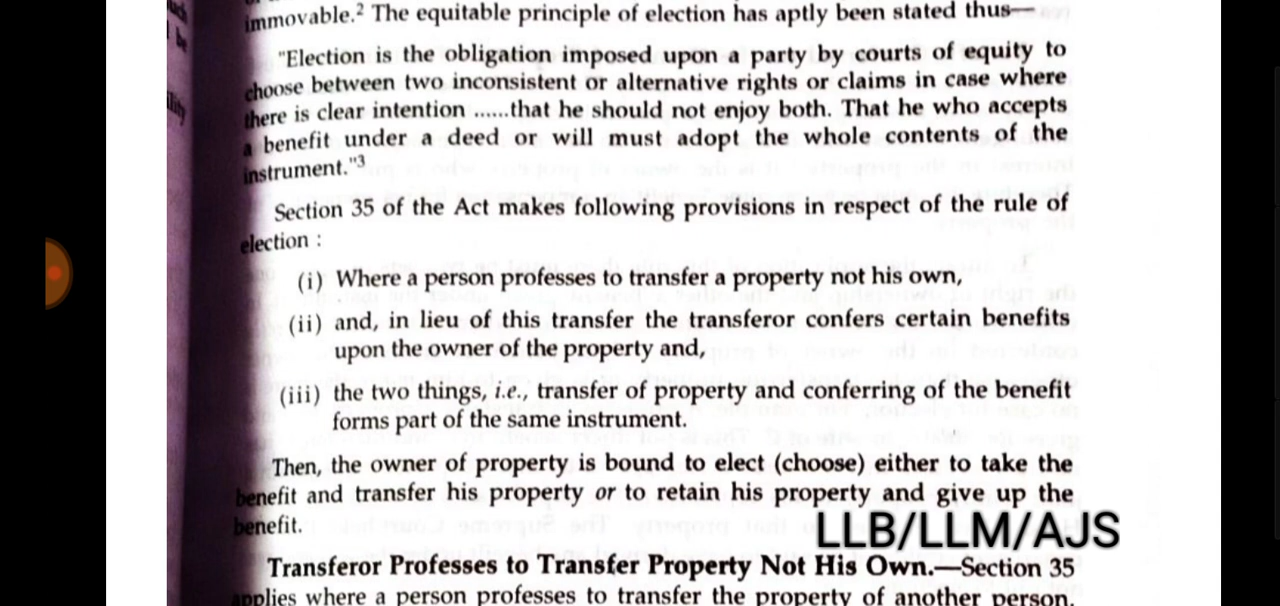 immovable.² The equitable principle of election has aptly been stated thus—
"Election is the obligation imposed upon a party by courts of equity to
choose between two inconsistent or alternative rights or claims in case where
there is clear intention ......that he should not enjoy both. That he who accepts
a benefit under a deed or will must adopt the whole contents of the
instrument."³
Section 35 of the Act makes following provisions in respect of the rule of
election :
(i) Where a person professes to transfer a property not his own,
(ii) and, in lieu of this transfer the transferor confers certain benefits
upon the owner of the property and,
(iii) the two things, i.e., transfer of property and conferring of the benefit
forms part of the same instrument.
Then, the owner of property is bound to elect (choose) either to take the
benefit and transfer his property or to retain his property and give up the
benefit.
LLB/LLM/AJS
Transferor Professes to Transfer Property Not His Own.—Section 35
applies where a person professes to transfer the property of another person.